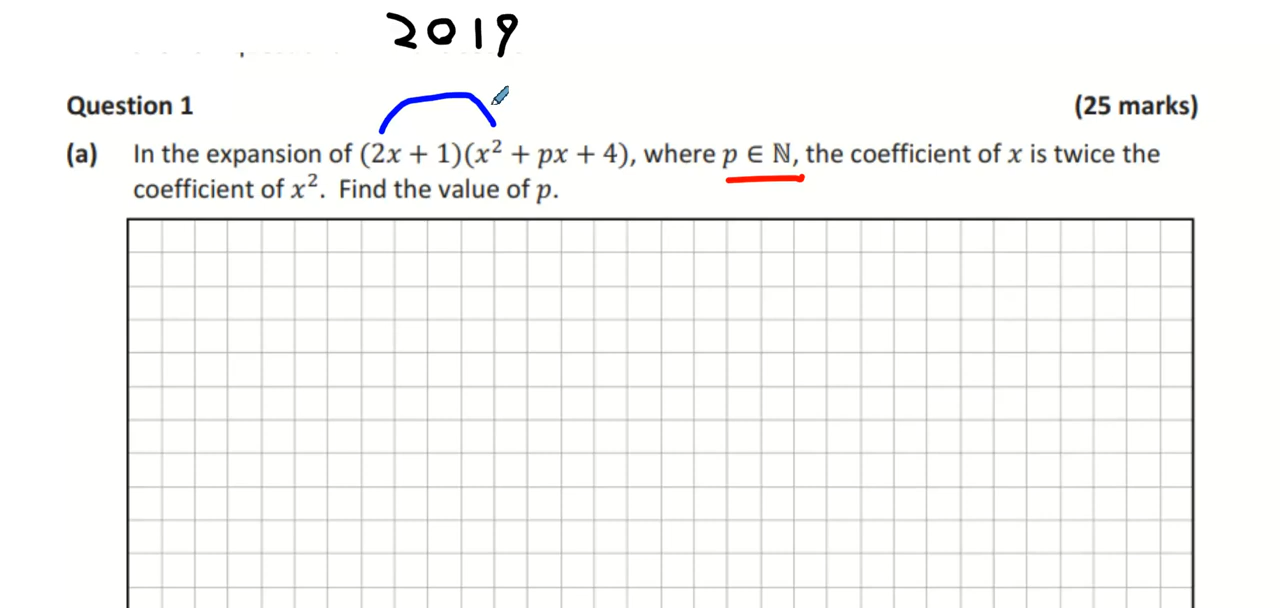 2019
Question 1 (25 marks)
(a) In the expansion of (2x + 1)(x² + px + 4), where p ∈ ℕ, the coefficient of x is twice the
coefficient of x². Find the value of p.